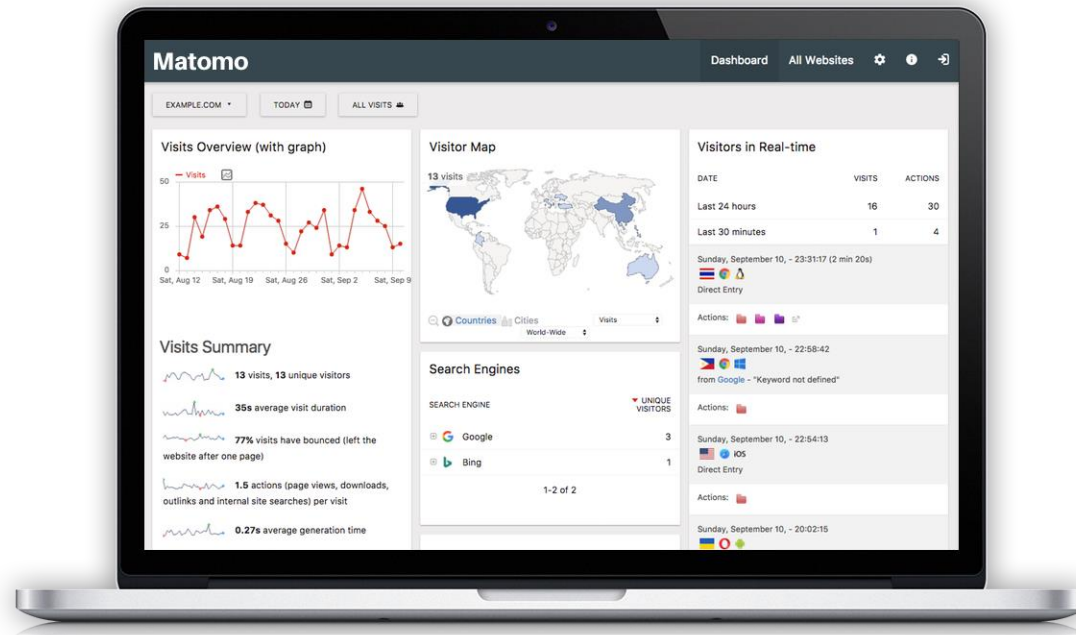 Matomo
Dashboard
All Websites
EXAMPLE.COM
TODAY
ALL VISITS
Visits Overview (with graph)
Visits
50
25
0
Sat, Aug 12
Sat, Aug 19
Sat, Aug 26
Sat, Sep 2
Sat, Sep 9
Visits Summary
13 visits, 13 unique visitors
35s average visit duration
77% visits have bounced (left the
website after one page)
1.5 actions (page views, downloads,
outlinks and internal site searches) per visit
0.27s average generation time
Visitor Map
13 visits
Countries
Cities
Visits
World-Wide
Search Engines
SEARCH ENGINE
UNIQUE
VISITORS
Google 3
Bing 1
1-2 of 2
Visitors in Real-time
DATE VISITS ACTIONS
Last 24 hours 16 30
Last 30 minutes 1 4
Sunday, September 10, - 23:31:17 (2 min 20s)
Direct Entry
Actions:
Sunday, September 10, - 22:58:42
from Google - "Keyword not defined"
Actions:
Sunday, September 10, - 22:54:13
iOS
Direct Entry
Actions:
Sunday, September 10, - 20:02:15